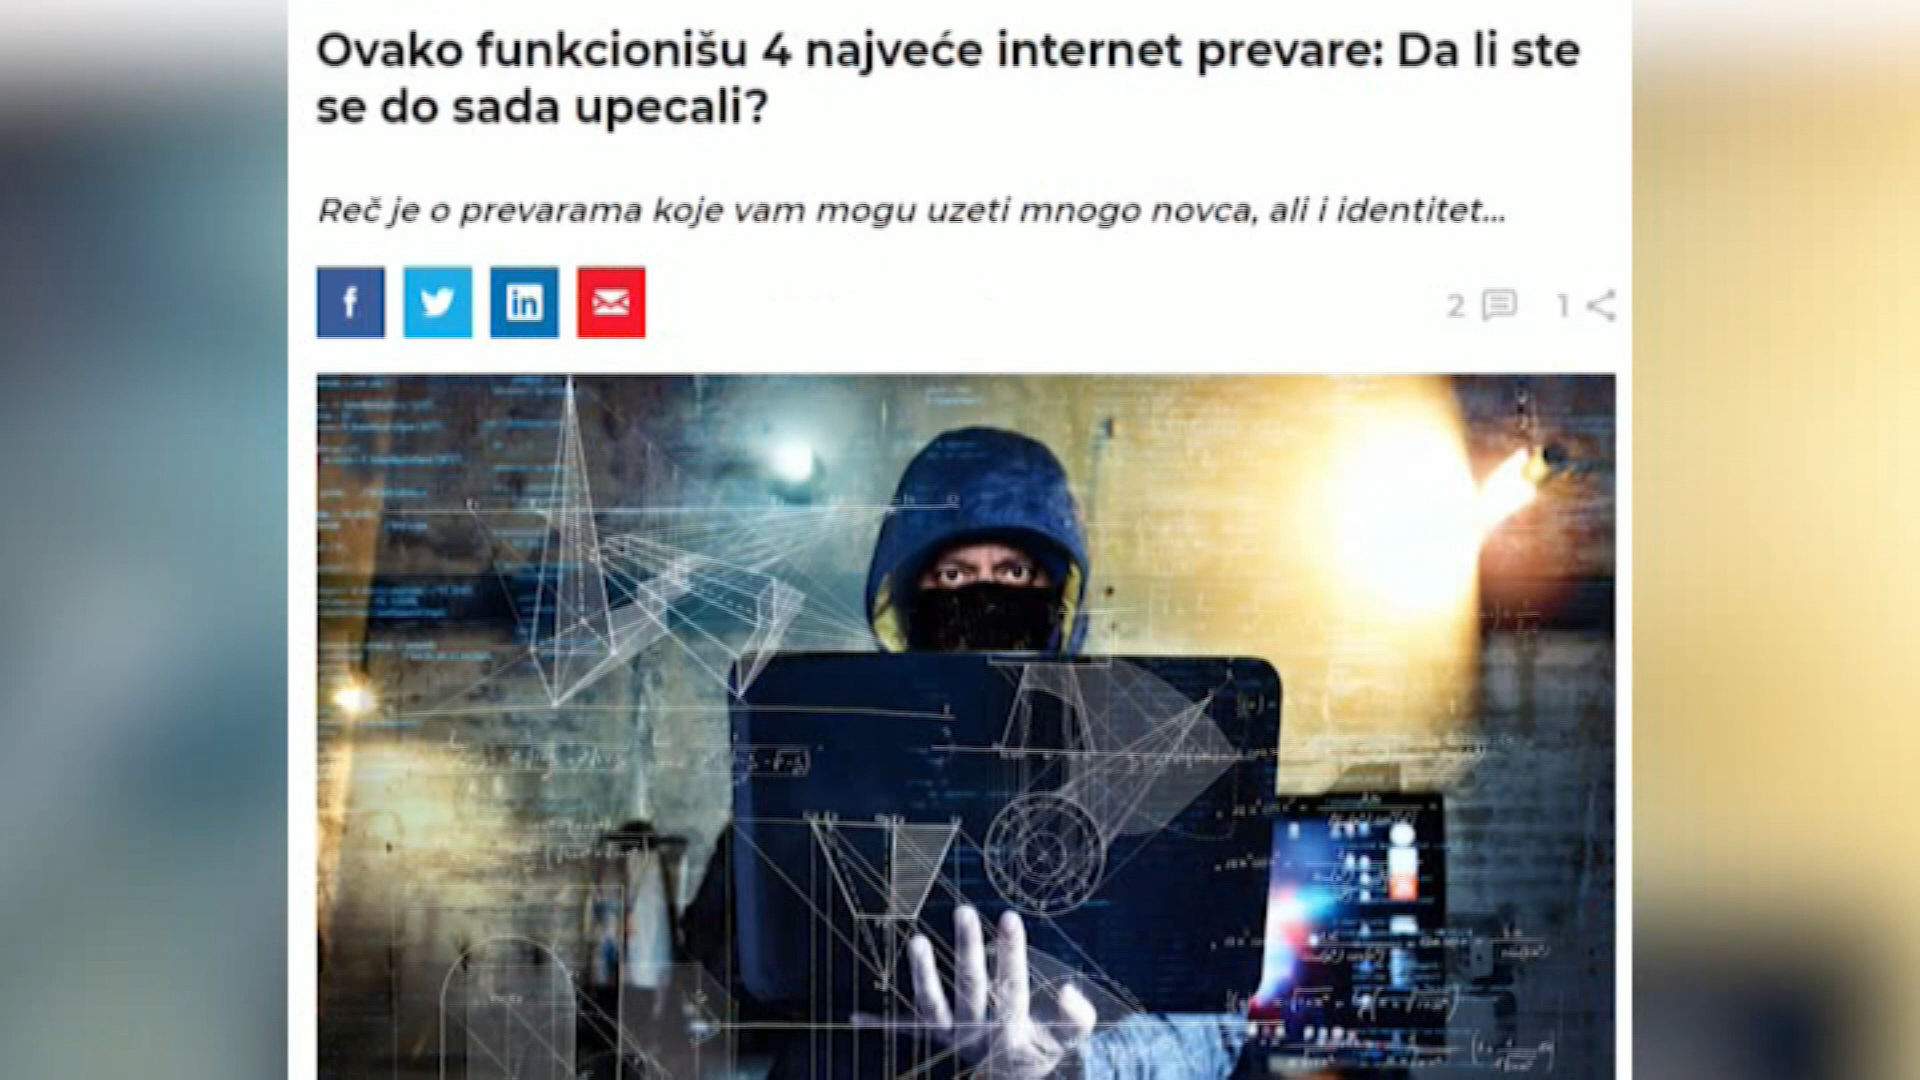 Ovako funkcionišu 4 najveće internet prevare: Da li ste
se do sada upecali?
Reč je o prevarama koje vam mogu uzeti mnogo novca, ali i identitet...
f
in
2
1